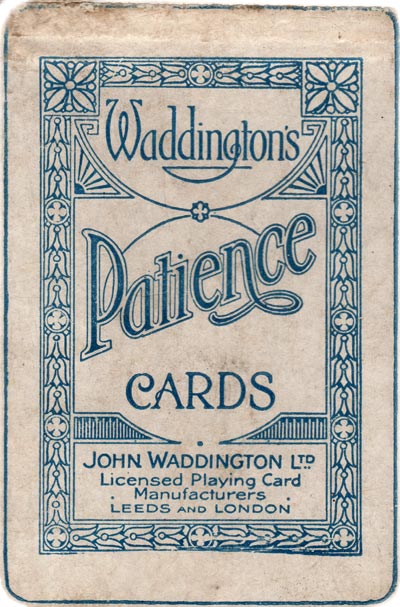 Waddington's
Patience
CARDS
JOHN WADDINGTON LTD
Licensed Playing Card
Manufacturers
LEEDS AND LONDON